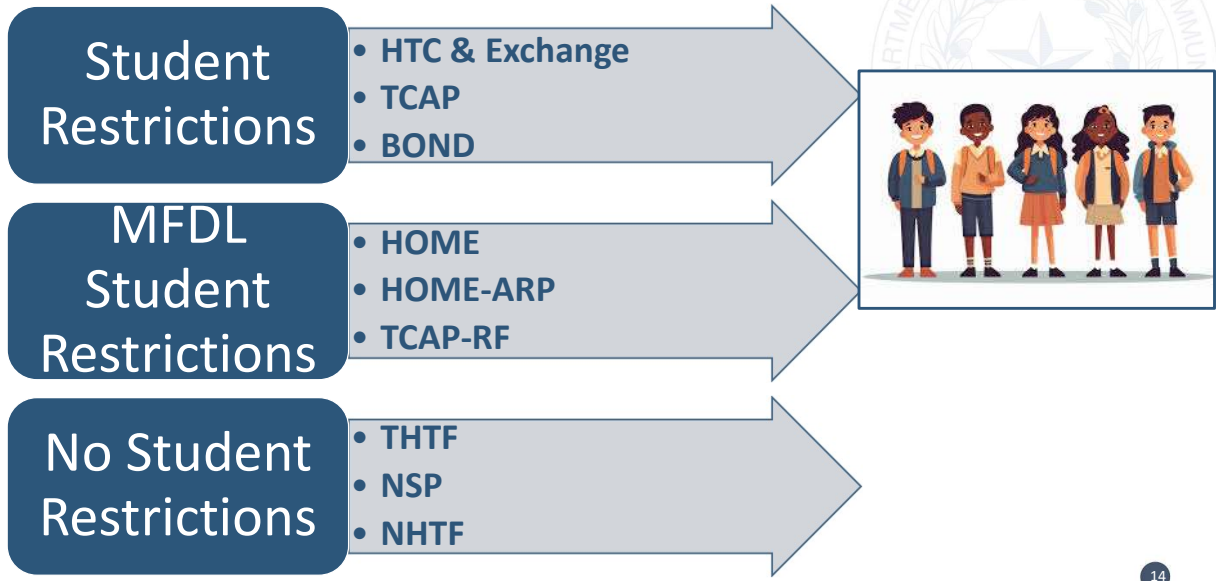 Student
Restrictions
• HTC & Exchange
• TCAP
• BOND
MFDL
Student
Restrictions
• HOME
• HOME-ARP
• TCAP-RF
No Student
Restrictions
• THTF
• NSP
• NHTF
14